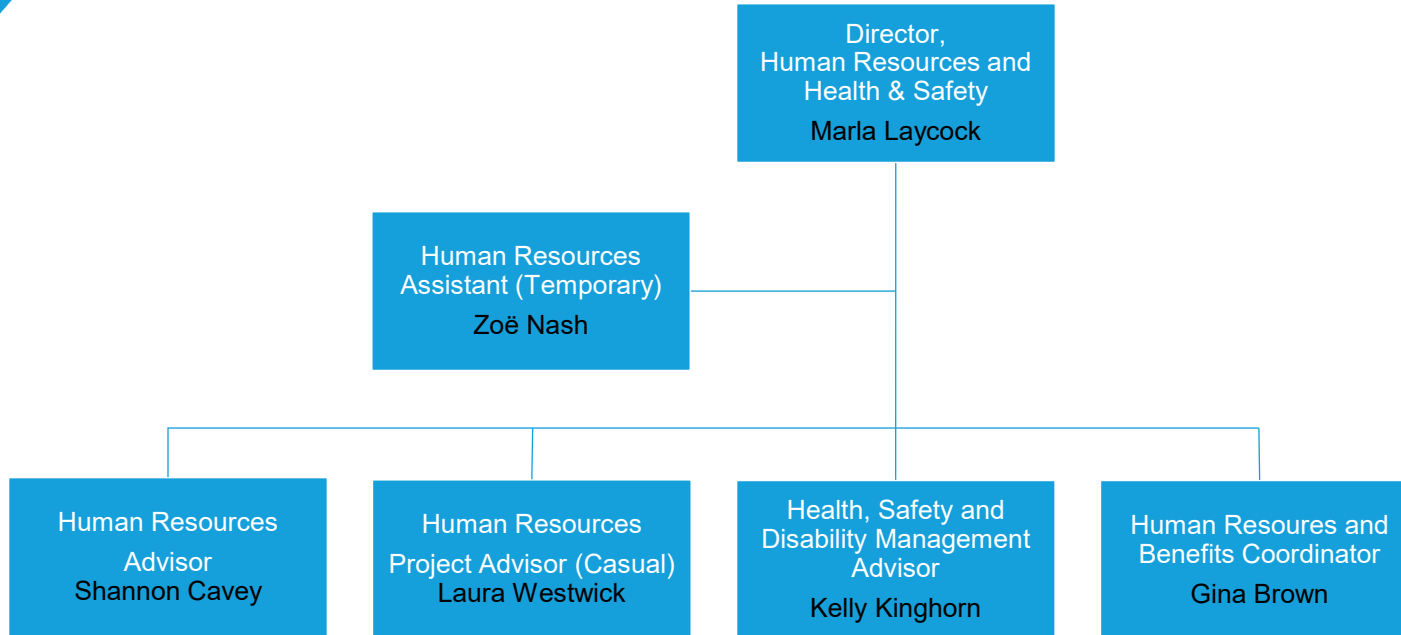 Director,
Human Resources and
Health & Safety
Marla Laycock
Human Resources
Assistant (Temporary)
Zoë Nash
Human Resources
Advisor
Shannon Cavey
Human Resources
Project Advisor (Casual)
Laura Westwick
Health, Safety and
Disability Management
Advisor
Kelly Kinghorn
Human Resoures and
Benefits Coordinator
Gina Brown